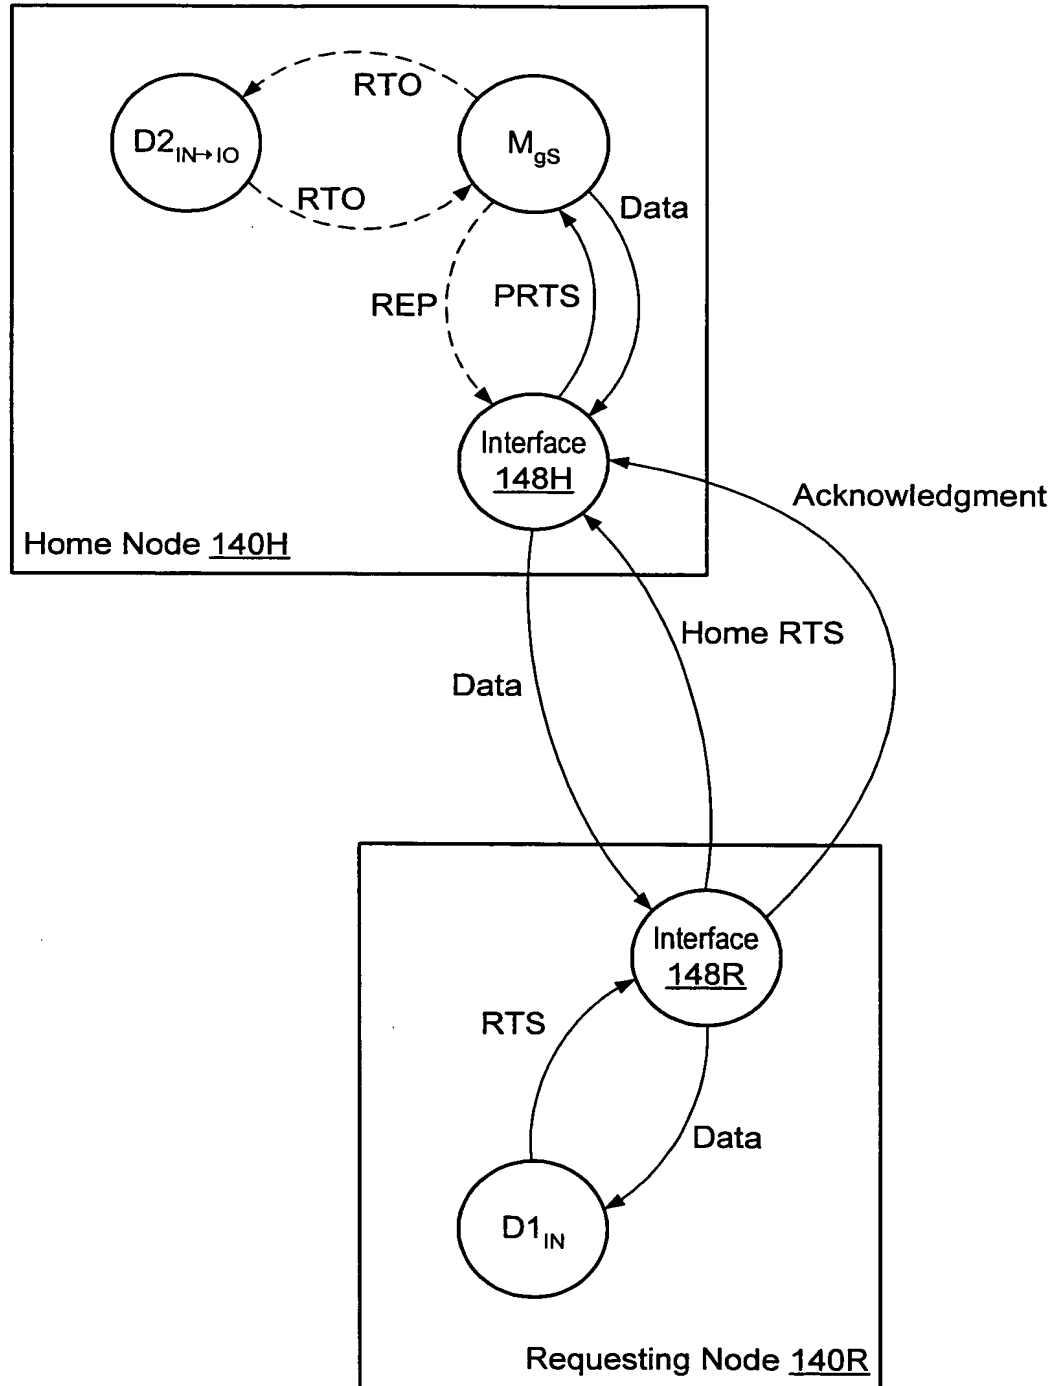 RTO
D2IN→IO
MgS
RTO
Data
REP
PRTS
Interface
148H
Acknowledgment
Home Node 140H
Home RTS
Data
Interface
148R
RTS
Data
D1IN
Requesting Node 140R